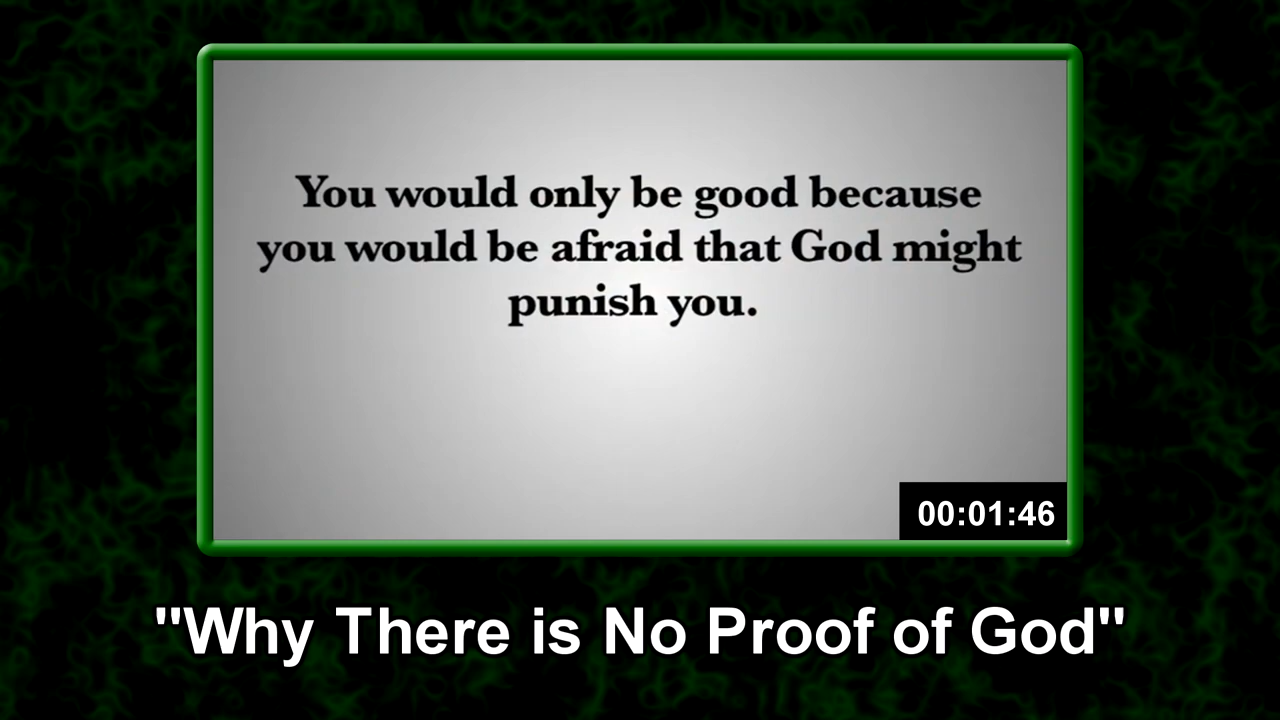 You would only be good because
you would be afraid that God might
punish you.
00:01:46
"Why There is No Proof of God"